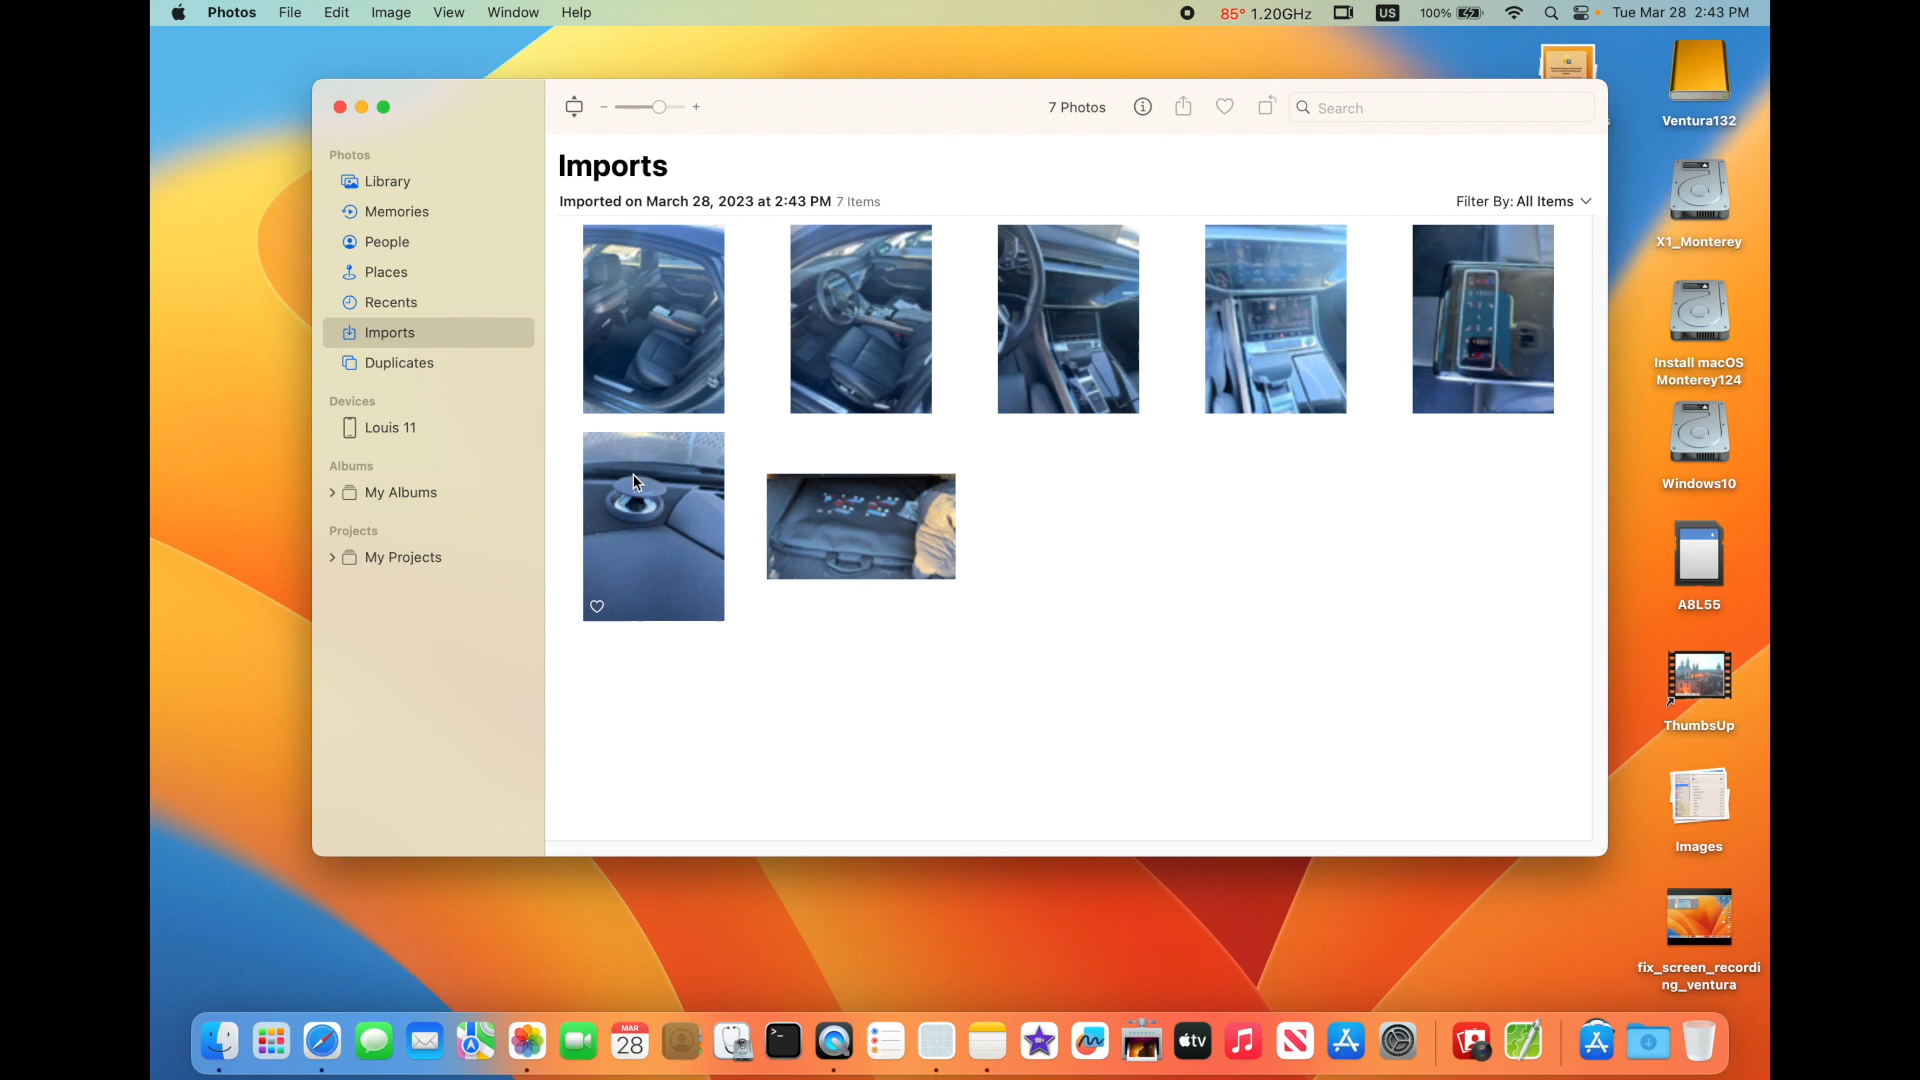 Photos File Edit Image View Window Help
85° 1.20GHz US 100% Tue Mar 28 2:43 PM
7 Photos
Search
Photos
Library
Memories
People
Places
Recents
Imports
Duplicates
Devices
Louis 11
Albums
My Albums
Projects
My Projects
Imports
Imported on March 28, 2023 at 2:43 PM 7 Items
Filter By: All Items
Ventura132
X1_Monterey
Install macOS
Monterey124
Windows10
A8L55
ThumbsUp
Images
fix_screen_recordi
ng_ventura
MAR
28
tv